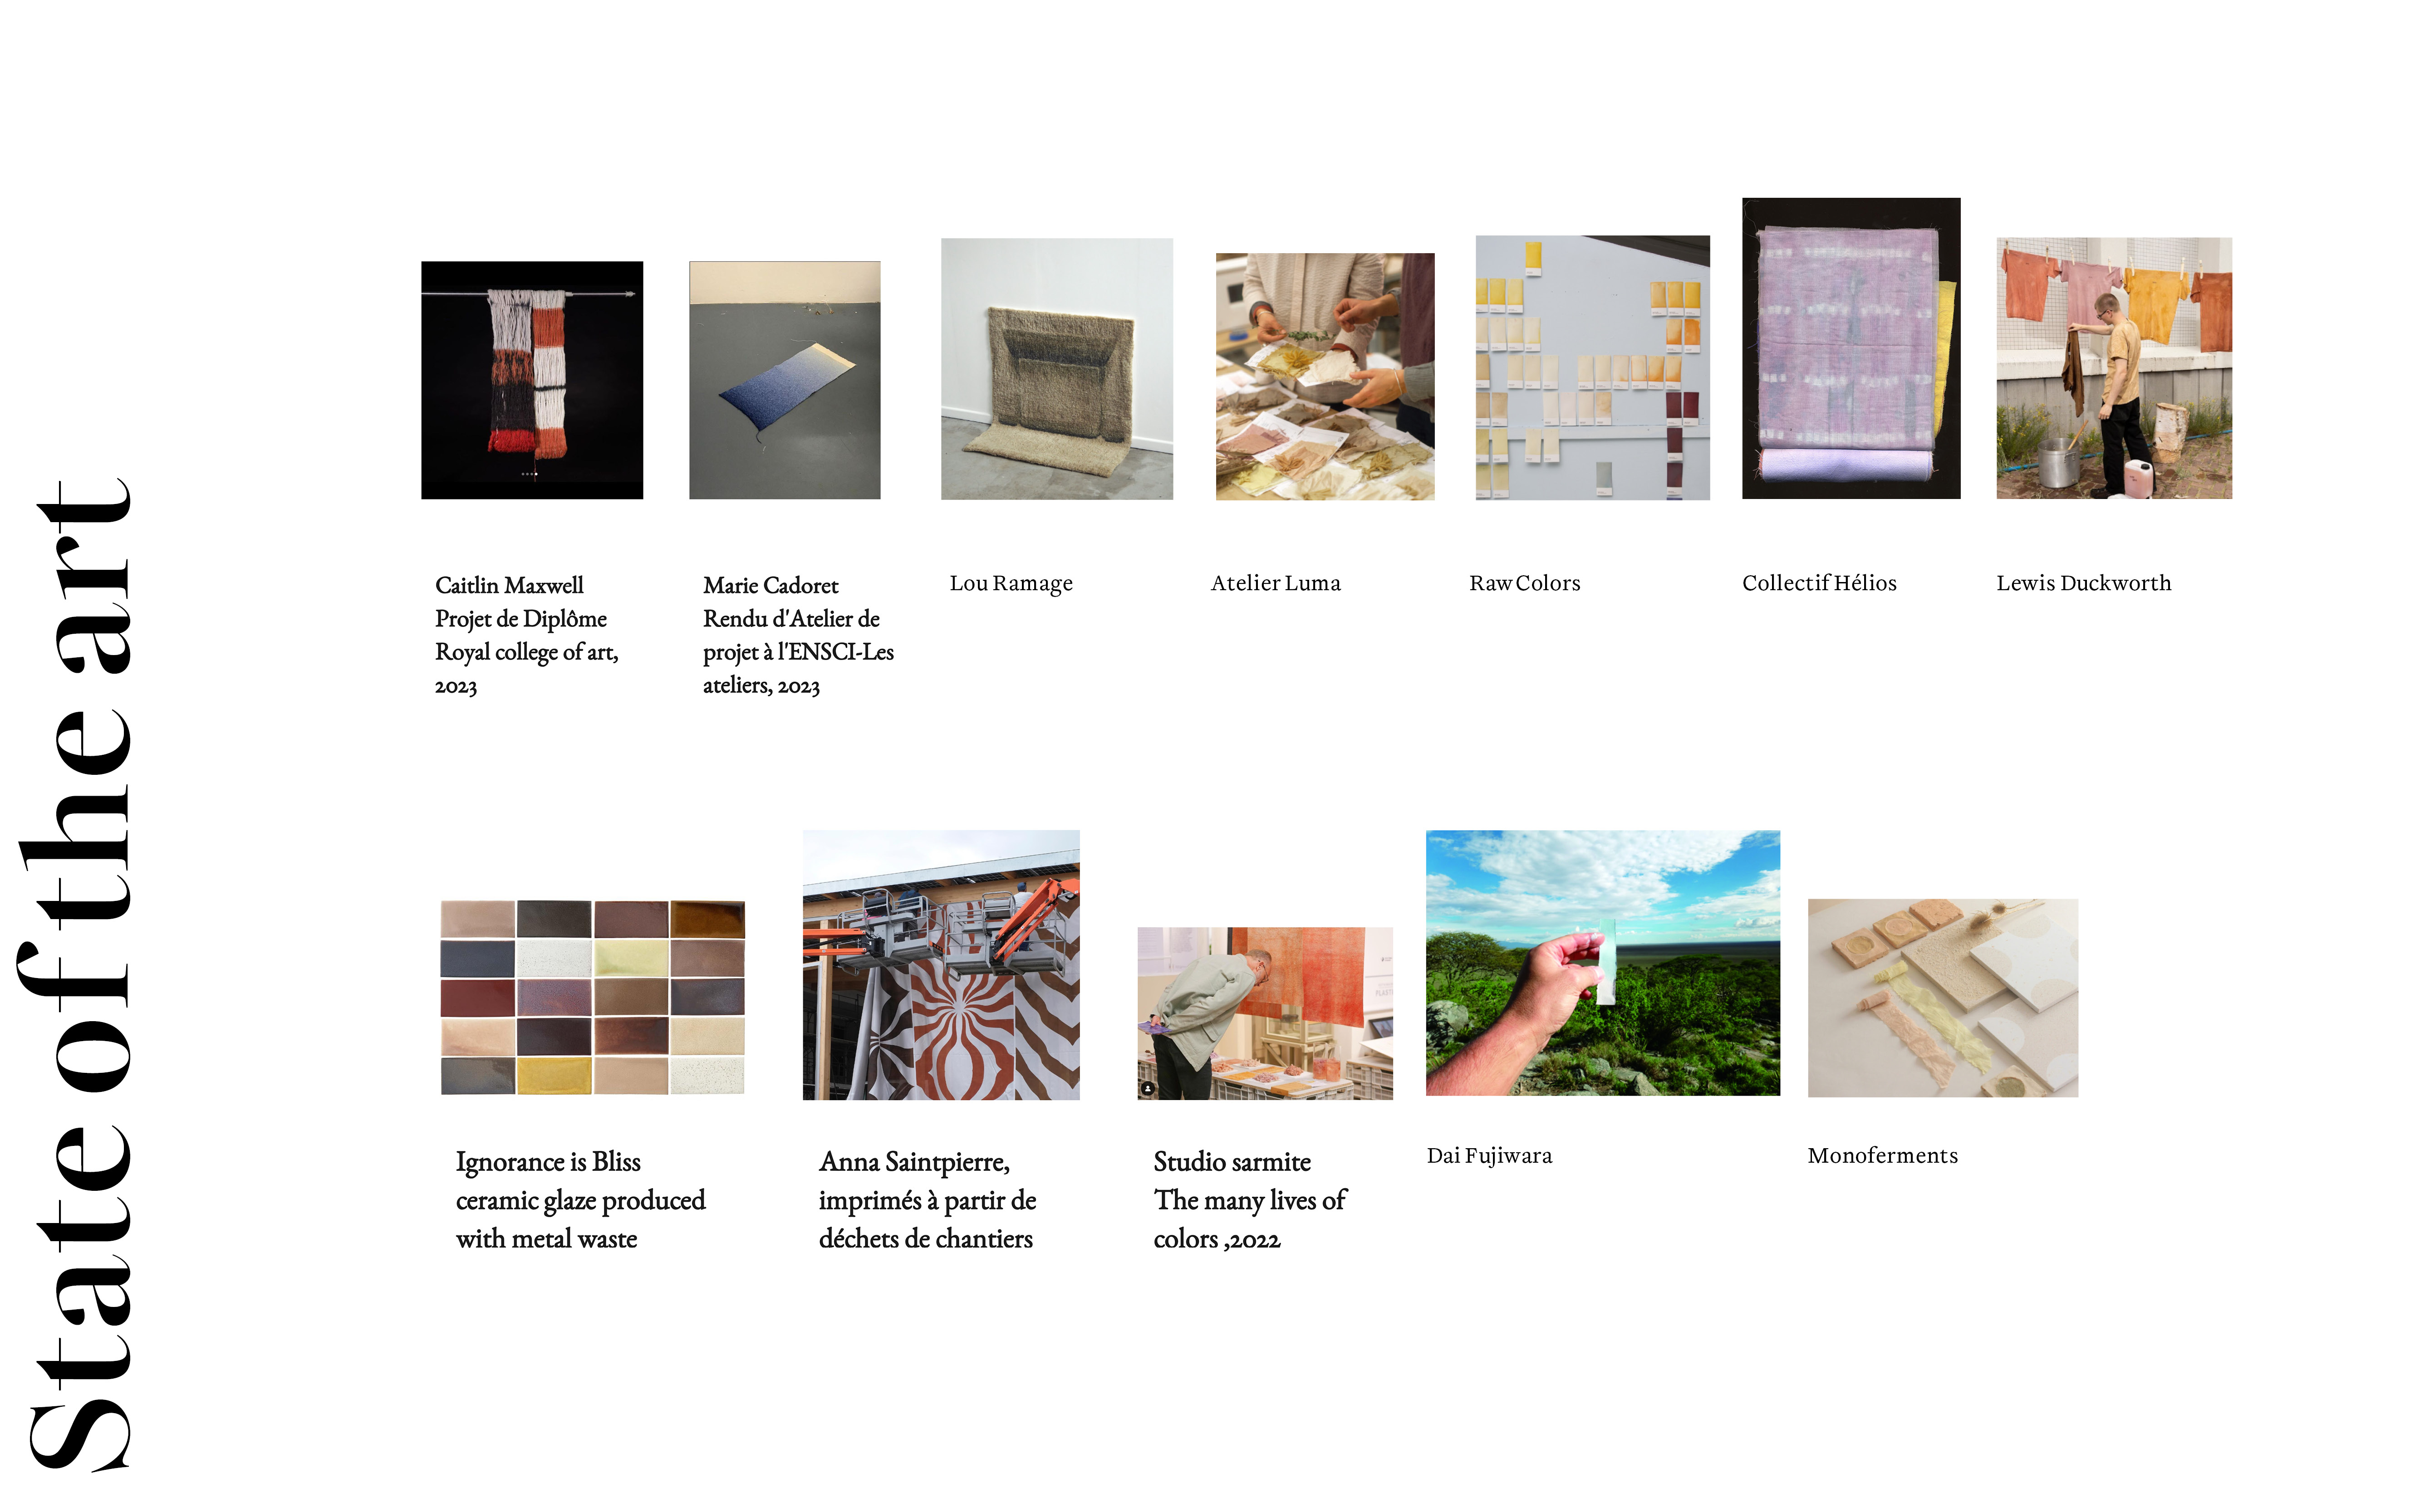 State of the art
Caitlin Maxwell
Projet de Diplôme
Royal college of art,
2023
Marie Cadoret
Rendu d'Atelier de
projet à l'ENSCI-Les
ateliers, 2023
Lou Ramage
Atelier Luma
Raw Colors
Collectif Hélios
Lewis Duckworth
Ignorance is Bliss
ceramic glaze produced
with metal waste
Anna Saintpierre,
imprimés à partir de
déchets de chantiers
Studio sarmite
The many lives of
colors ,2022
Dai Fujiwara
Monoferments